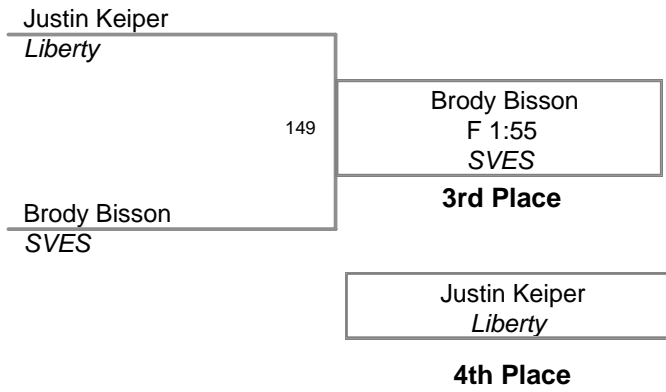 Justin Keiper
Liberty
149
Brody Bisson
F 1:55
SVES
3rd Place
Brody Bisson
SVES
Justin Keiper
Liberty
4th Place